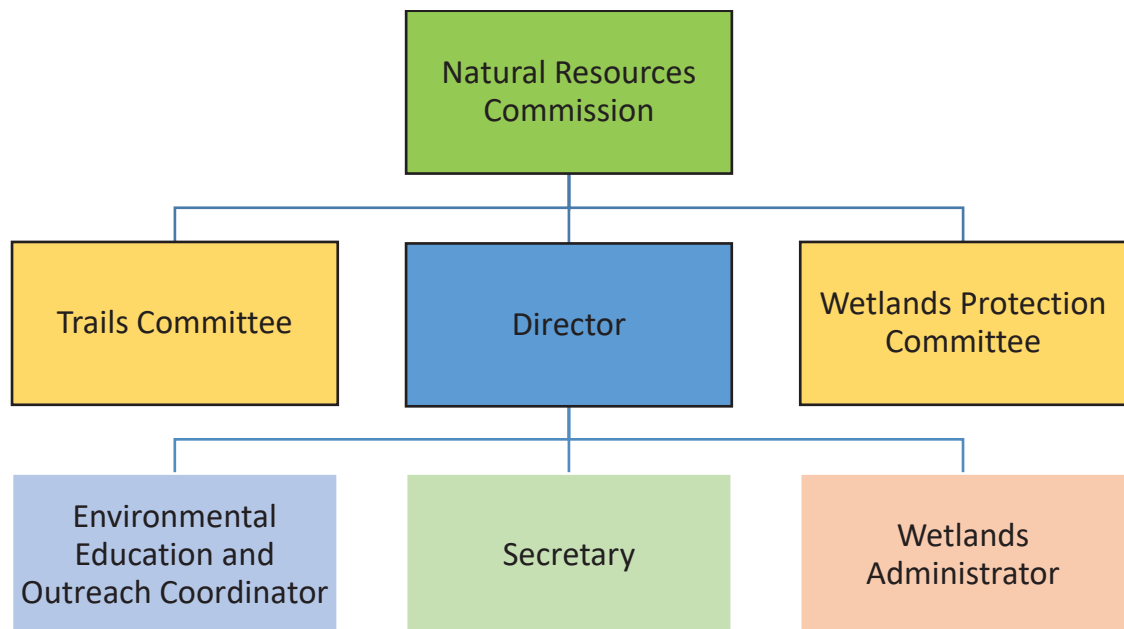 Natural Resources
Commission
Trails Committee
Director
Wetlands Protection
Committee
Environmental
Education and
Outreach Coordinator
Secretary
Wetlands
Administrator